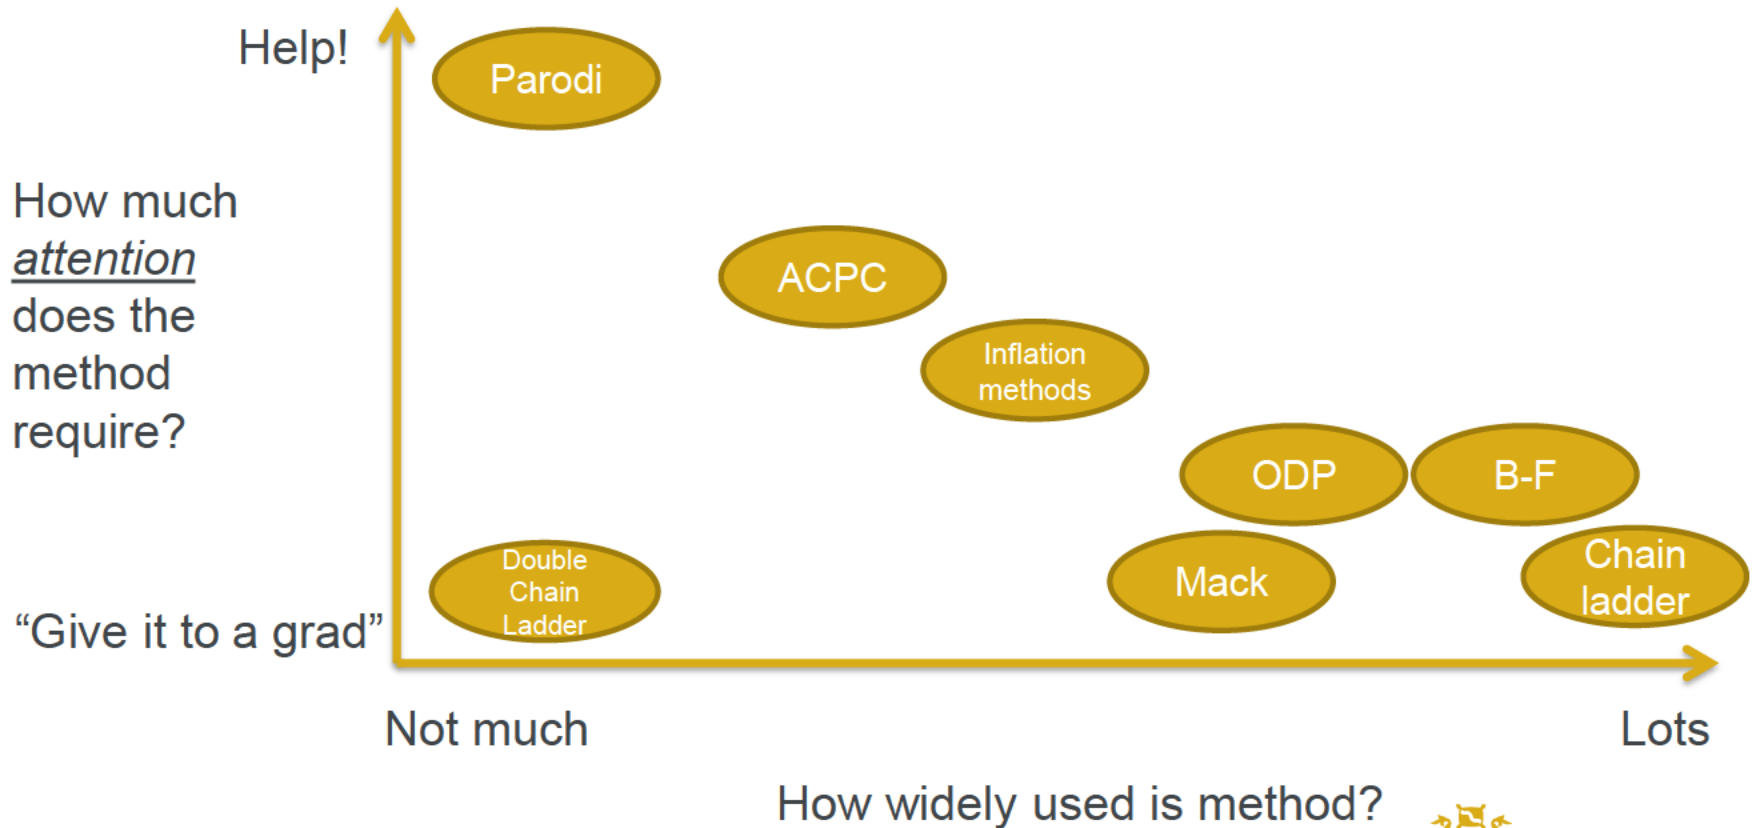 Help!
Parodi
How much
attention
does the
method
require?
ACPC
Inflation
methods
ODP
B-F
Double
Chain
Ladder
Mack
Chain
ladder
“Give it to a grad”
Not much
Lots
How widely used is method?